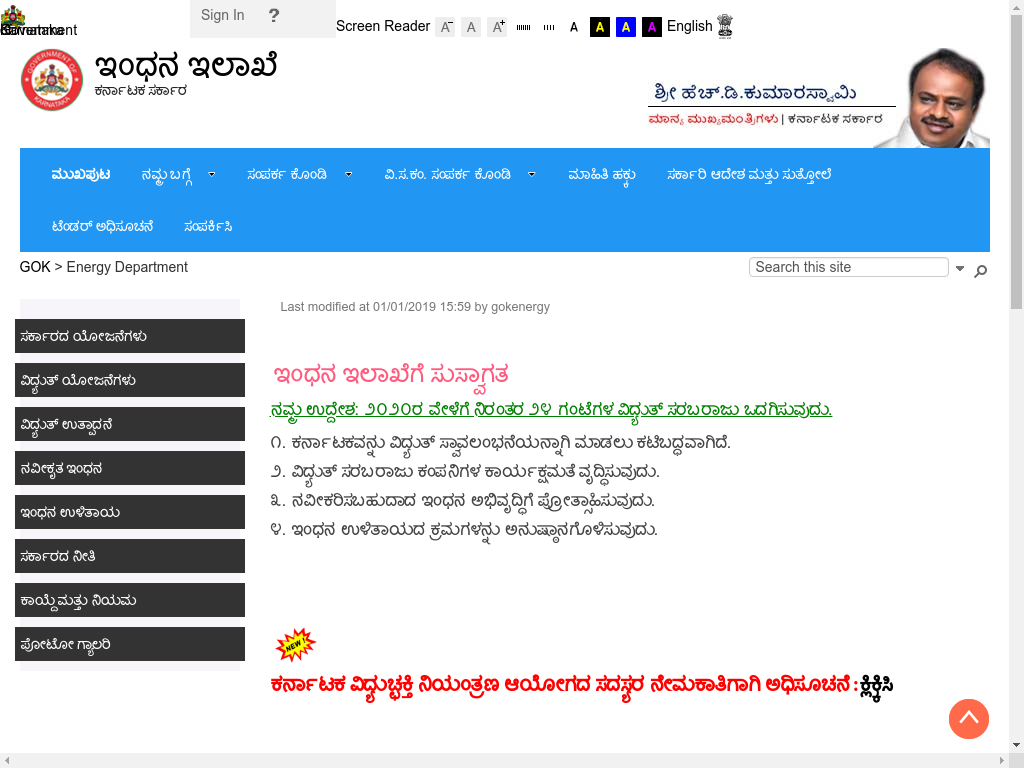 Sign In ?
Screen Reader A- A A+ A A A A English
ಇಂಧನ ಇಲಾಖೆ
ಕರ್ನಾಟಕ ಸರ್ಕಾರ
ಶ್ರೀ ಹೆಚ್.ಡಿ.ಕುಮಾರಸ್ವಾಮಿ
ಮಾನ್ಯ ಮುಖ್ಯಮಂತ್ರಿಗಳು | ಕರ್ನಾಟಕ ಸರ್ಕಾರ
ಮುಖಪುಟ ನಮ್ಮ ಬಗ್ಗೆ ಸಂಪರ್ಕ ಕೊಂಡಿ ವಿ.ಸ.ಕಂ. ಸಂಪರ್ಕ ಕೊಂಡಿ ಮಾಹಿತಿ ಹಕ್ಕು ಸರ್ಕಾರಿ ಆದೇಶ ಮತ್ತು ಸುತ್ತೋಲೆ
ಟೆಂಡರ್ ಅಧಿಸೂಚನೆ ಸಂಪರ್ಕಿಸಿ
GOK > Energy Department
Search this site
Last modified at 01/01/2019 15:59 by gokenergy
ಸರ್ಕಾರದ ಯೋಜನೆಗಳು
ವಿದ್ಯುತ್ ಯೋಜನೆಗಳು
ವಿದ್ಯುತ್ ಉತ್ಪಾದನೆ
ನವೀಕೃತ ಇಂಧನ
ಇಂಧನ ಉಳಿತಾಯ
ಸರ್ಕಾರದ ನೀತಿ
ಕಾಯ್ದೆ ಮತ್ತು ನಿಯಮ
ಫೋಟೋ ಗ್ಯಾಲರಿ
ಇಂಧನ ಇಲಾಖೆಗೆ ಸುಸ್ವಾಗತ
ನಮ್ಮ ಉದ್ದೇಶ: ೨೦೨೦ರ ವೇಳೆಗೆ ನಿರಂತರ ೨೪ ಗಂಟೆಗಳ ವಿದ್ಯುತ್ ಸರಬರಾಜು ಒದಗಿಸುವುದು.
೧. ಕರ್ನಾಟಕವನ್ನು ವಿದ್ಯುತ್ ಸ್ವಾವಲಂಭನೆಯನ್ನಾಗಿ ಮಾಡಲು ಕಟಿಬದ್ಧವಾಗಿದೆ.
೨. ವಿದ್ಯುತ್ ಸರಬರಾಜು ಕಂಪನಿಗಳ ಕಾರ್ಯಕ್ಷಮತೆ ವೃದ್ಧಿಸುವುದು.
೩. ನವೀಕರಿಸಬಹುದಾದ ಇಂಧನ ಅಭಿವೃದ್ಧಿಗೆ ಪ್ರೋತ್ಸಾಹಿಸುವುದು.
೪. ಇಂಧನ ಉಳಿತಾಯದ ಕ್ರಮಗಳನ್ನು ಅನುಷ್ಠಾನಗೊಳಿಸುವುದು.
NEW !
ಕರ್ನಾಟಕ ವಿಧ್ಯುಚ್ಛಕ್ತಿ ನಿಯಂತ್ರಣ ಆಯೋಗದ ಸದಸ್ಯರ ನೇಮಕಾತಿಗಾಗಿ ಅಧಿಸೂಚನೆ :ಕ್ಲಿಕ್ಕಿಸಿ